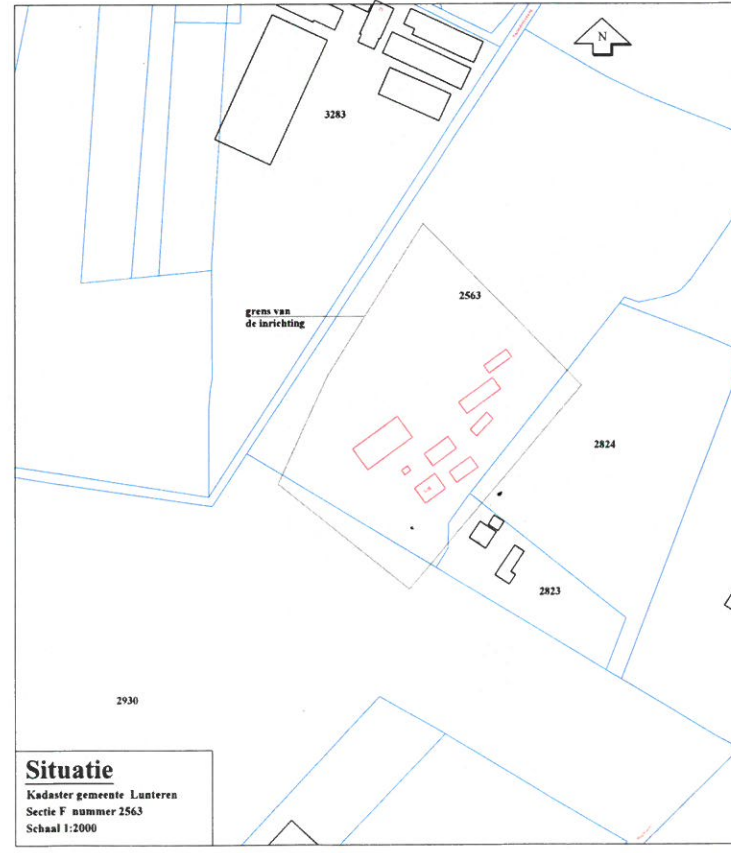 N
3283
2563
grens van
de inrichting
2824
2823
2930
Situatie
Kadaster gemeente Lunteren
Sectie F nummer 2563
Schaal 1:2000